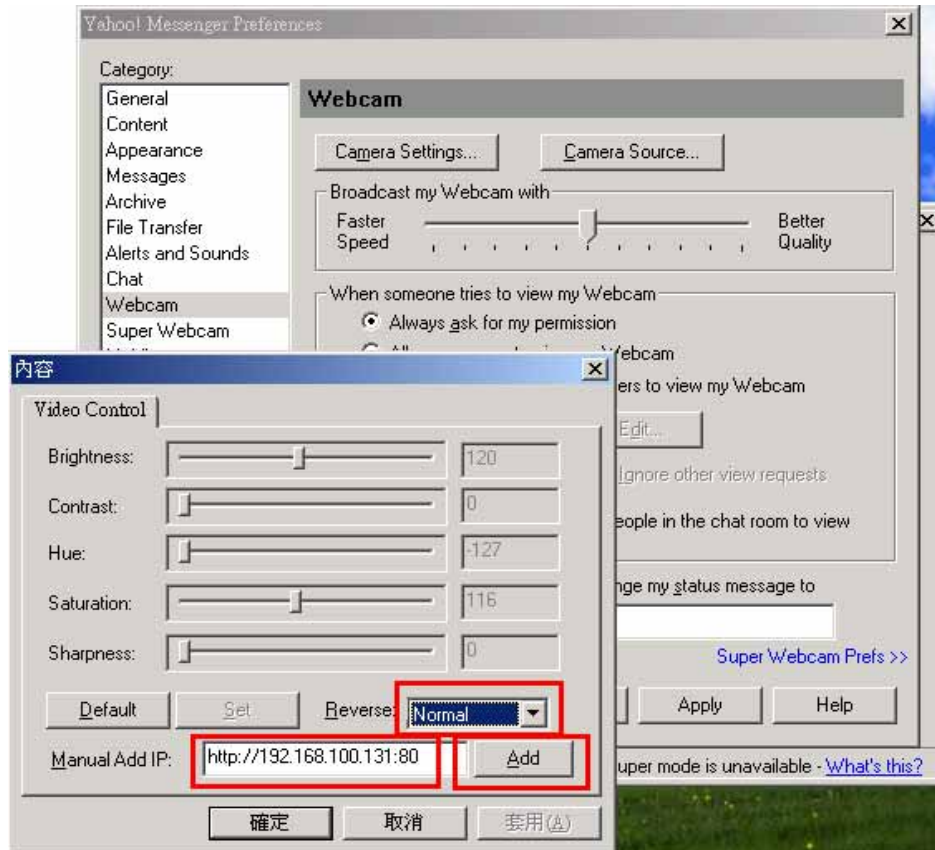 Yahoo! Messenger Preferences
Category:
General
Content
Appearance
Messages
Archive
File Transfer
Alerts and Sounds
Chat
Webcam
Super Webcam
Webcam
Camera Settings...
Camera Source...
Broadcast my Webcam with
Faster Speed
Better Quality
When someone tries to view my Webcam
Always ask for my permission
Webcam
ers to view my Webcam
Edit...
Ignore other view requests
eople in the chat room to view
nge my status message to
Super Webcam Prefs >>
Apply
Help
uper mode is unavailable - What's this?
內容
Video Control
Brightness: 120
Contrast: 0
Hue: -127
Saturation: 116
Sharpness: 0
Default
Set
Reverse: Normal
Manual Add IP: http://192.168.100.131:80
Add
確定
取消
套用(A)